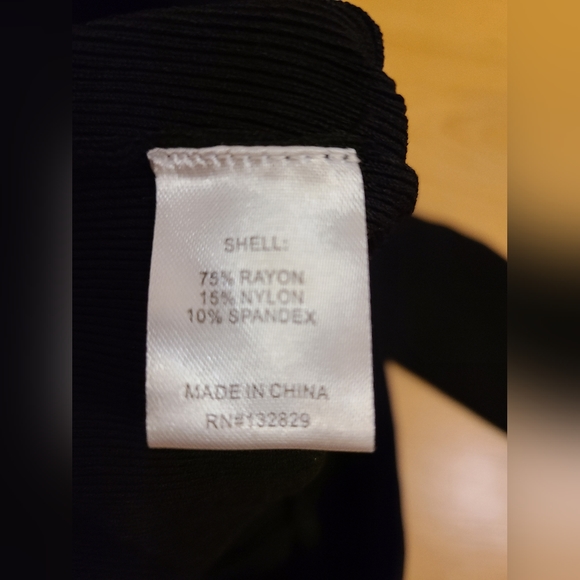 SHELL:
75% RAYON
15% NYLON
10% SPANDEX
MADE IN CHINA
RN#132829